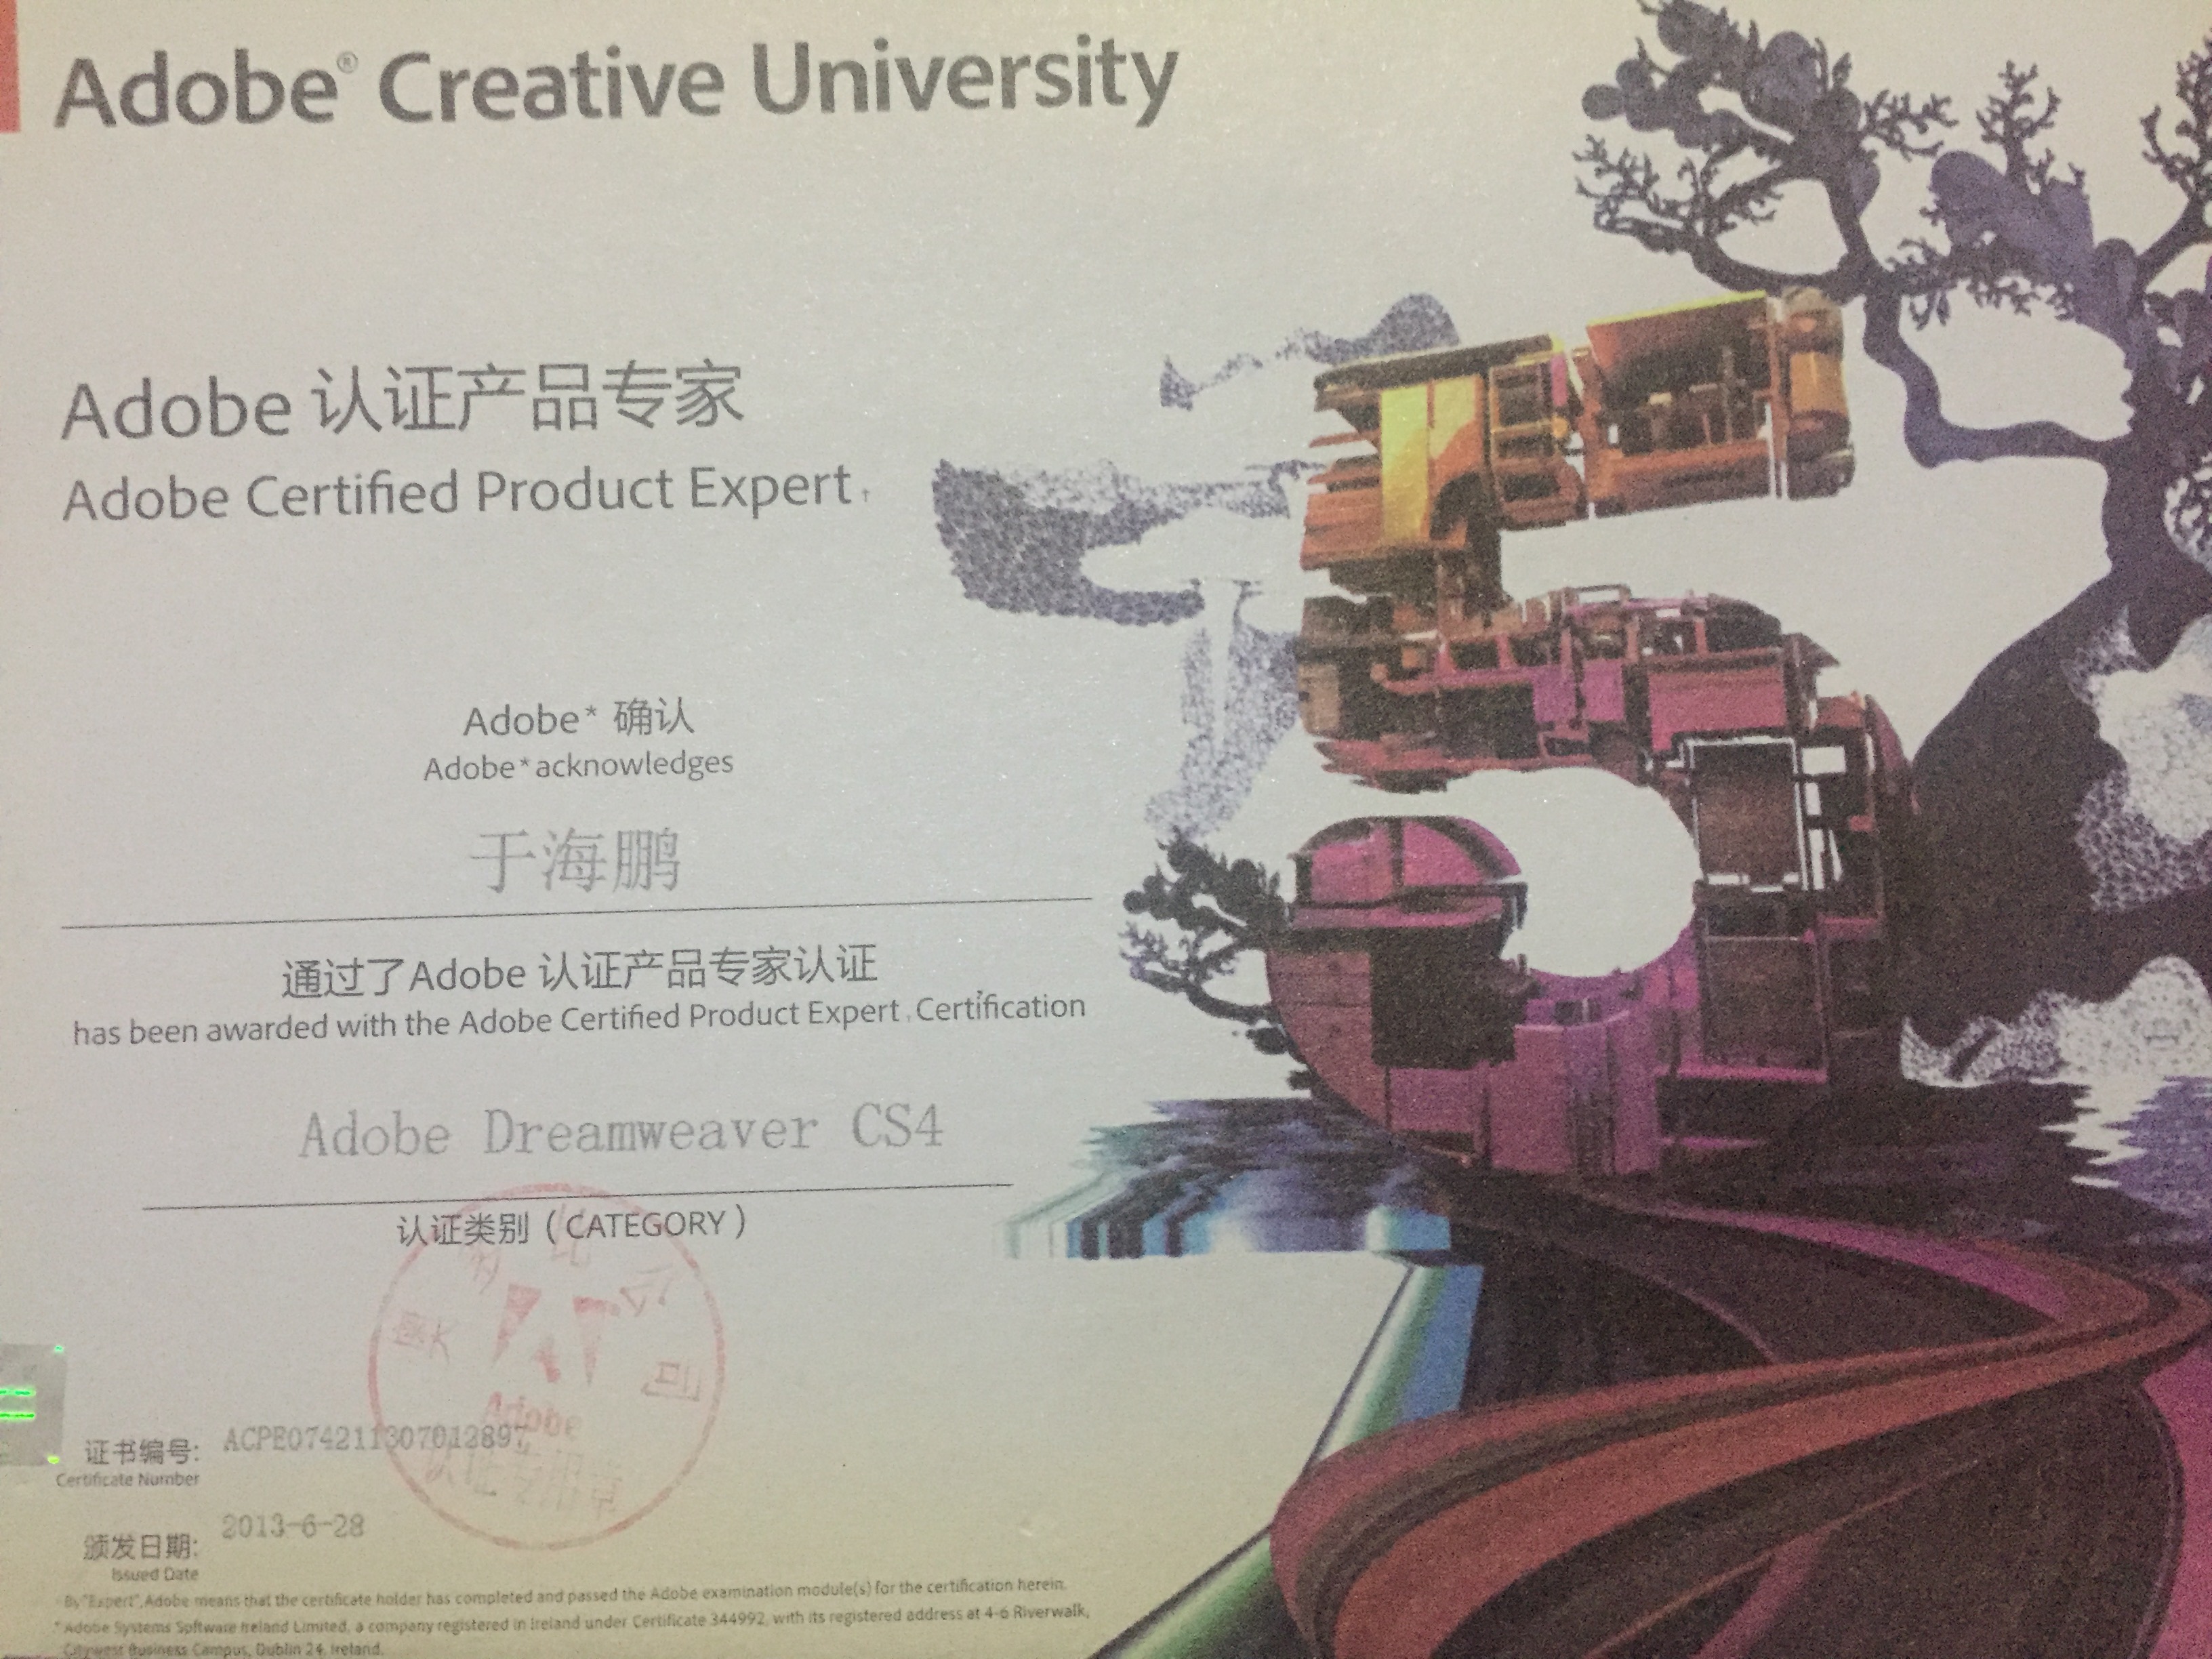 Adobe® Creative University
Adobe 认证产品专家
Adobe Certified Product Expert †
Adobe* 确认
Adobe* acknowledges
于海鹏
通过了Adobe 认证产品专家认证
has been awarded with the Adobe Certified Product Expert Certification
Adobe Dreamweaver CS4
认证类别（CATEGORY）
公司
Adobe
认证专用章
证书编号: ACPE074211307012897
Certificate Number
颁发日期: 2013-6-28
Issued Date
By "Expert", Adobe means that the certificate holder has completed and passed the Adobe examination module(s) for the certification herein.
* Adobe Systems Software Ireland Limited, a company registered in Ireland under Certificate 344992, with its registered address at 4-6 Riverwalk,
Citywest Business Campus, Dublin 24, Ireland.